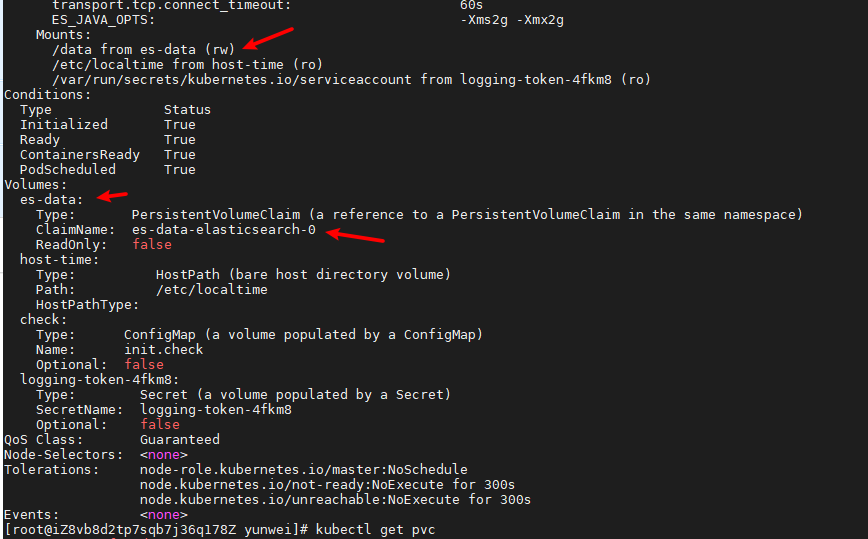 transport.tcp.connect_timeout: 60s
ES_JAVA_OPTS: -Xms2g -Xmx2g
Mounts:
/data from es-data (rw)
/etc/localtime from host-time (ro)
/var/run/secrets/kubernetes.io/serviceaccount from logging-token-4fkm8 (ro)
Conditions:
Type Status
Initialized True
Ready True
ContainersReady True
PodScheduled True
Volumes:
es-data:
Type: PersistentVolumeClaim (a reference to a PersistentVolumeClaim in the same namespace)
ClaimName: es-data-elasticsearch-0
ReadOnly: false
host-time:
Type: HostPath (bare host directory volume)
Path: /etc/localtime
HostPathType:
check:
Type: ConfigMap (a volume populated by a ConfigMap)
Name: init.check
Optional: false
logging-token-4fkm8:
Type: Secret (a volume populated by a Secret)
SecretName: logging-token-4fkm8
Optional: false
QoS Class: Guaranteed
Node-Selectors: <none>
Tolerations: node-role.kubernetes.io/master:NoSchedule
node.kubernetes.io/not-ready:NoExecute for 300s
node.kubernetes.io/unreachable:NoExecute for 300s
Events: <none>
[root@iZ8vb8d2tp7sqb7j36ql78Z yunwei]# kubectl get pvc